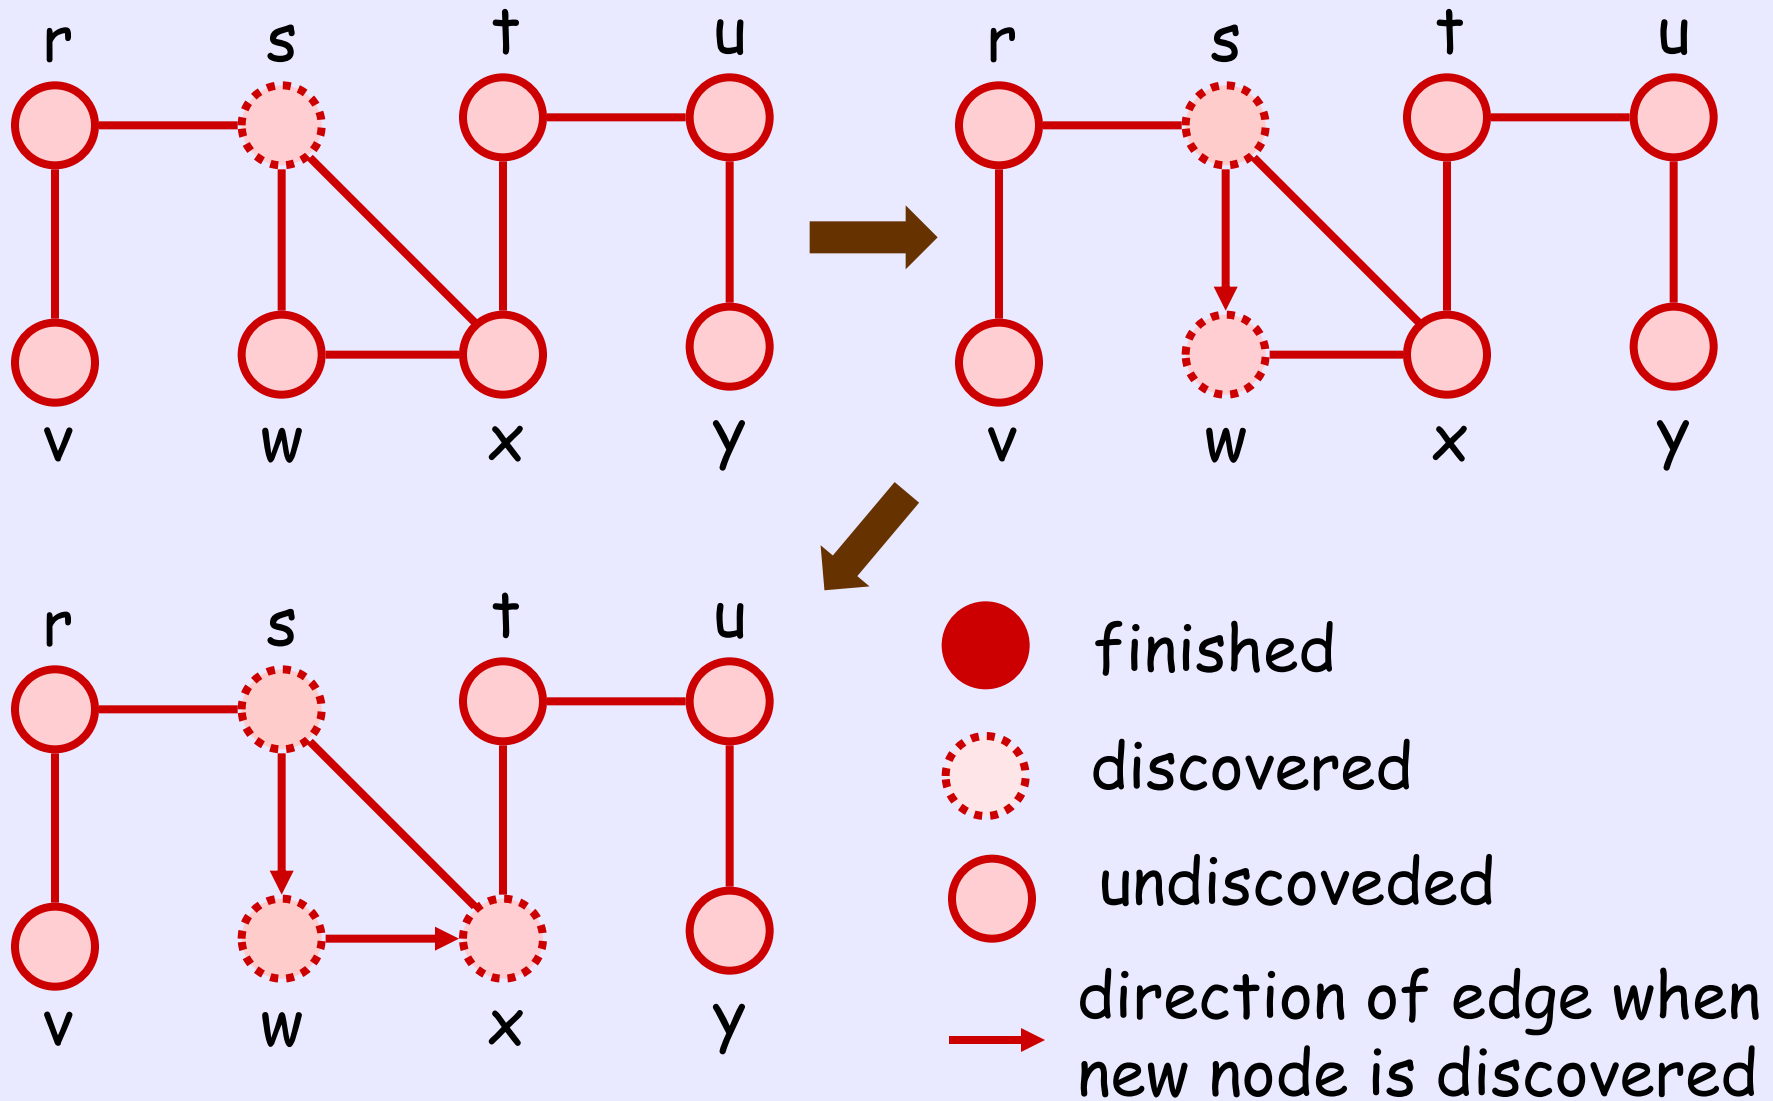 r s t u
r s t u
v w x y
v w x y
r s t u
v w x y
finished
discovered
undiscoveded
direction of edge when
new node is discovered